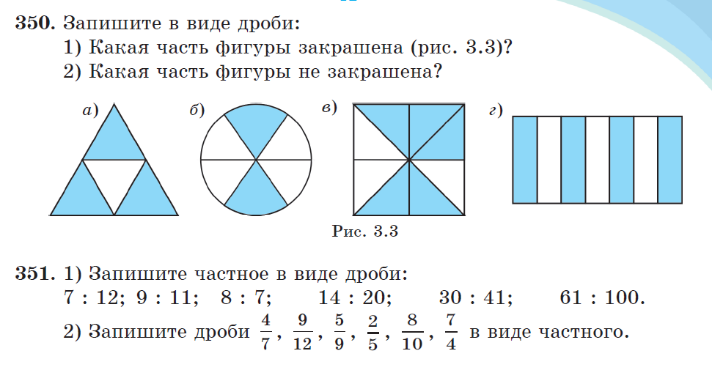 350. Запишите в виде дроби:
1) Какая часть фигуры закрашена (рис. 3.3)?
2) Какая часть фигуры не закрашена?
а) б) в) г)
Рис. 3.3
351. 1) Запишите частное в виде дроби:
7 : 12; 9 : 11; 8 : 7; 14 : 20; 30 : 41; 61 : 100.
2) Запишите дроби 4/7, 9/12, 5/9, 2/5, 8/10, 7/4 в виде частного.